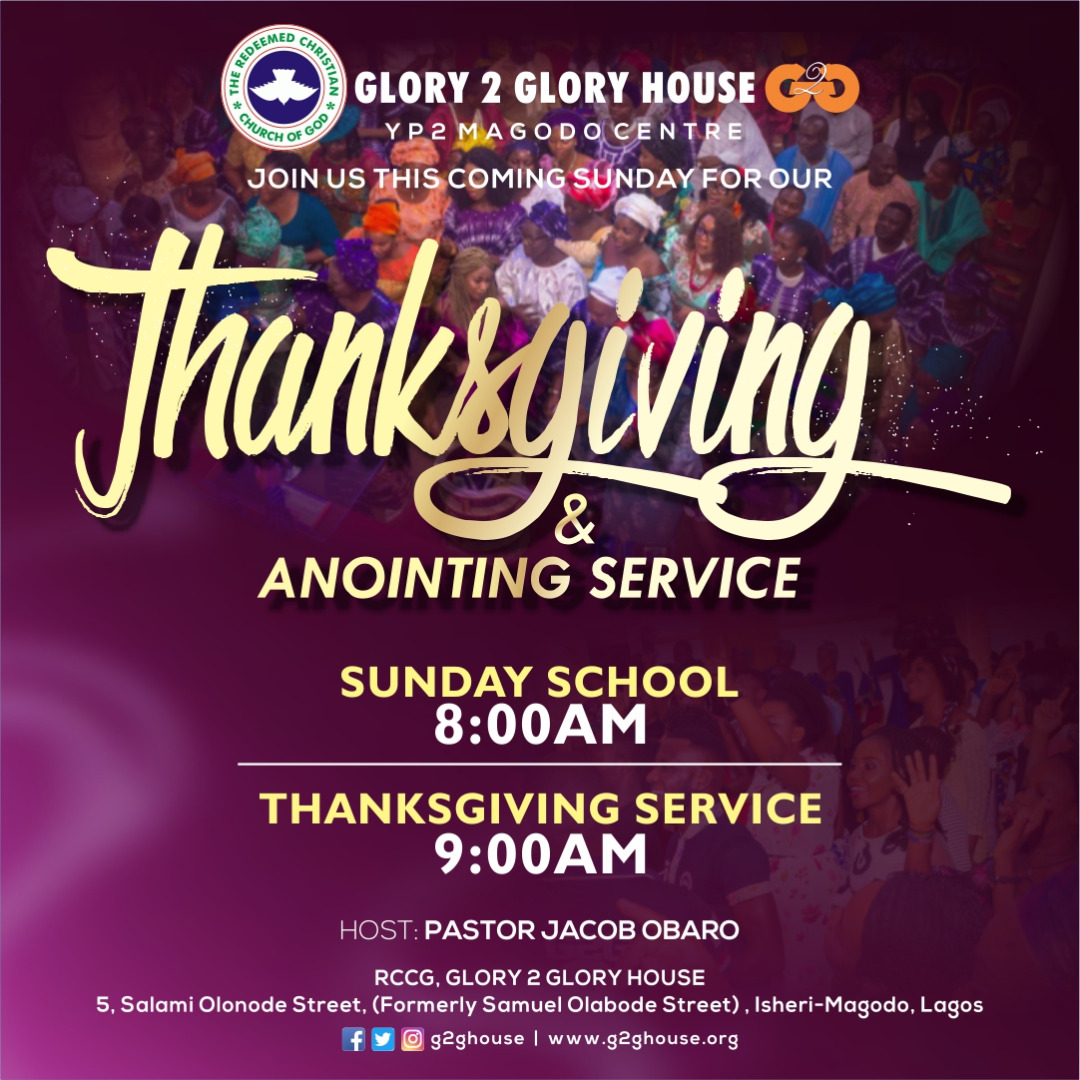 THE REDEEMED CHRISTIAN
CHURCH OF GOD
GLORY 2 GLORY HOUSE
G2G
YP2 MAGODO CENTRE
JOIN US THIS COMING SUNDAY FOR OUR
Thanksgiving
&
ANOINTING SERVICE
SUNDAY SCHOOL
8:00AM
THANKSGIVING SERVICE
9:00AM
HOST: PASTOR JACOB OBARO
RCCG, GLORY 2 GLORY HOUSE
5, Salami Olonode Street, (Formerly Samuel Olabode Street) , Isheri-Magodo, Lagos
g2ghouse | www.g2ghouse.org